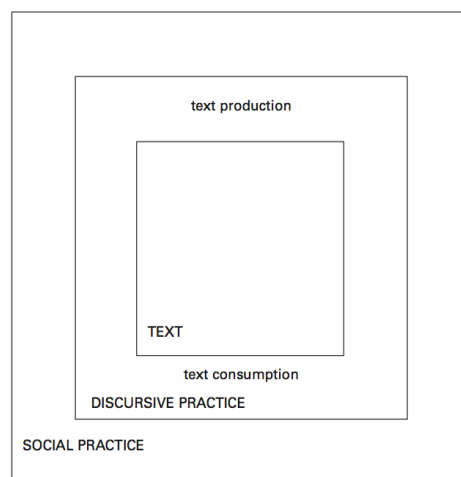 text production
TEXT
text consumption
DISCURSIVE PRACTICE
SOCIAL PRACTICE